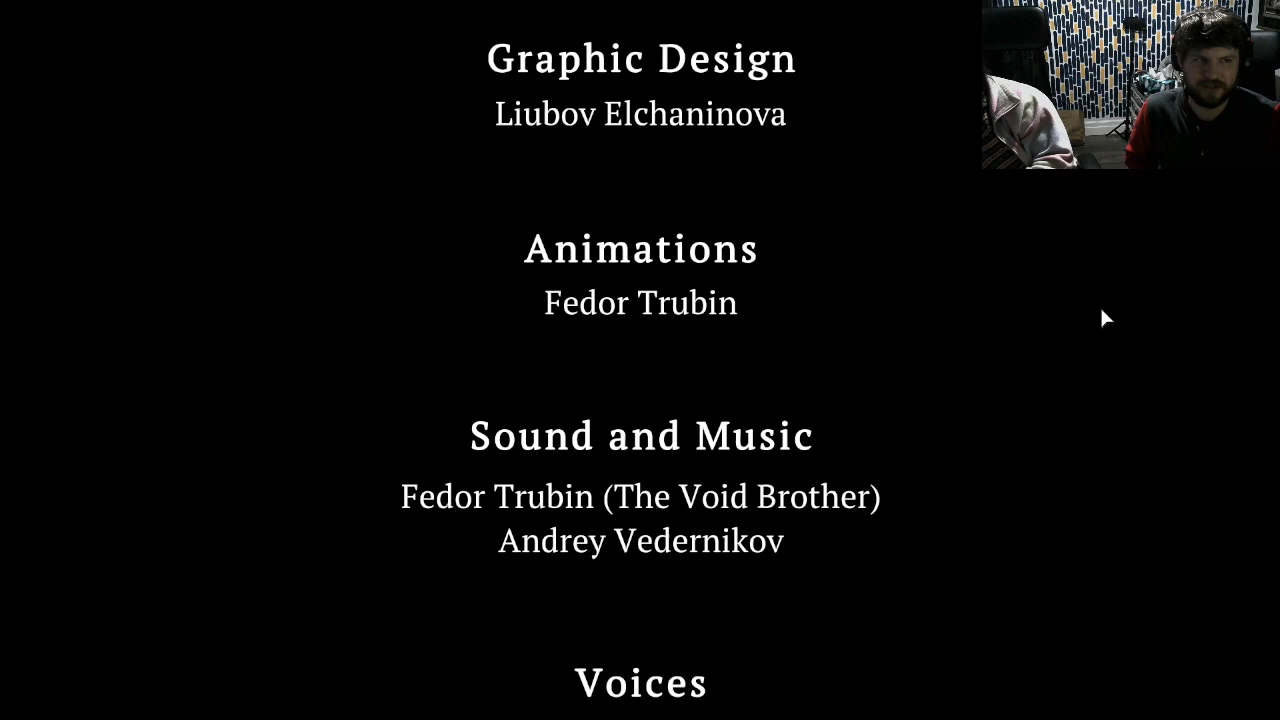 Graphic Design
Liubov Elchaninova
Animations
Fedor Trubin
Sound and Music
Fedor Trubin (The Void Brother)
Andrey Vedernikov
Voices